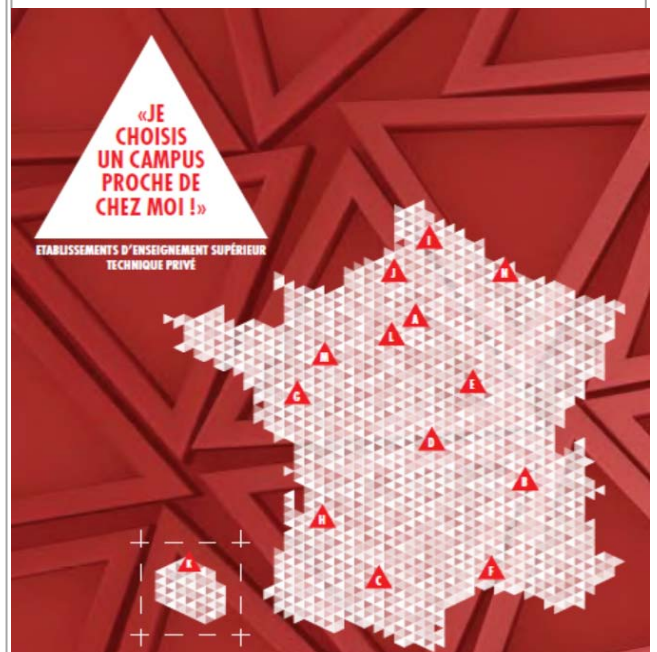 «JE
CHOISIS
UN CAMPUS
PROCHE DE
CHEZ MOI !»
ETABLISSEMENTS D'ENSEIGNEMENT SUPÉRIEUR
TECHNIQUE PRIVÉ
I
J
N
A
L
M
E
G
D
B
H
K
C
F